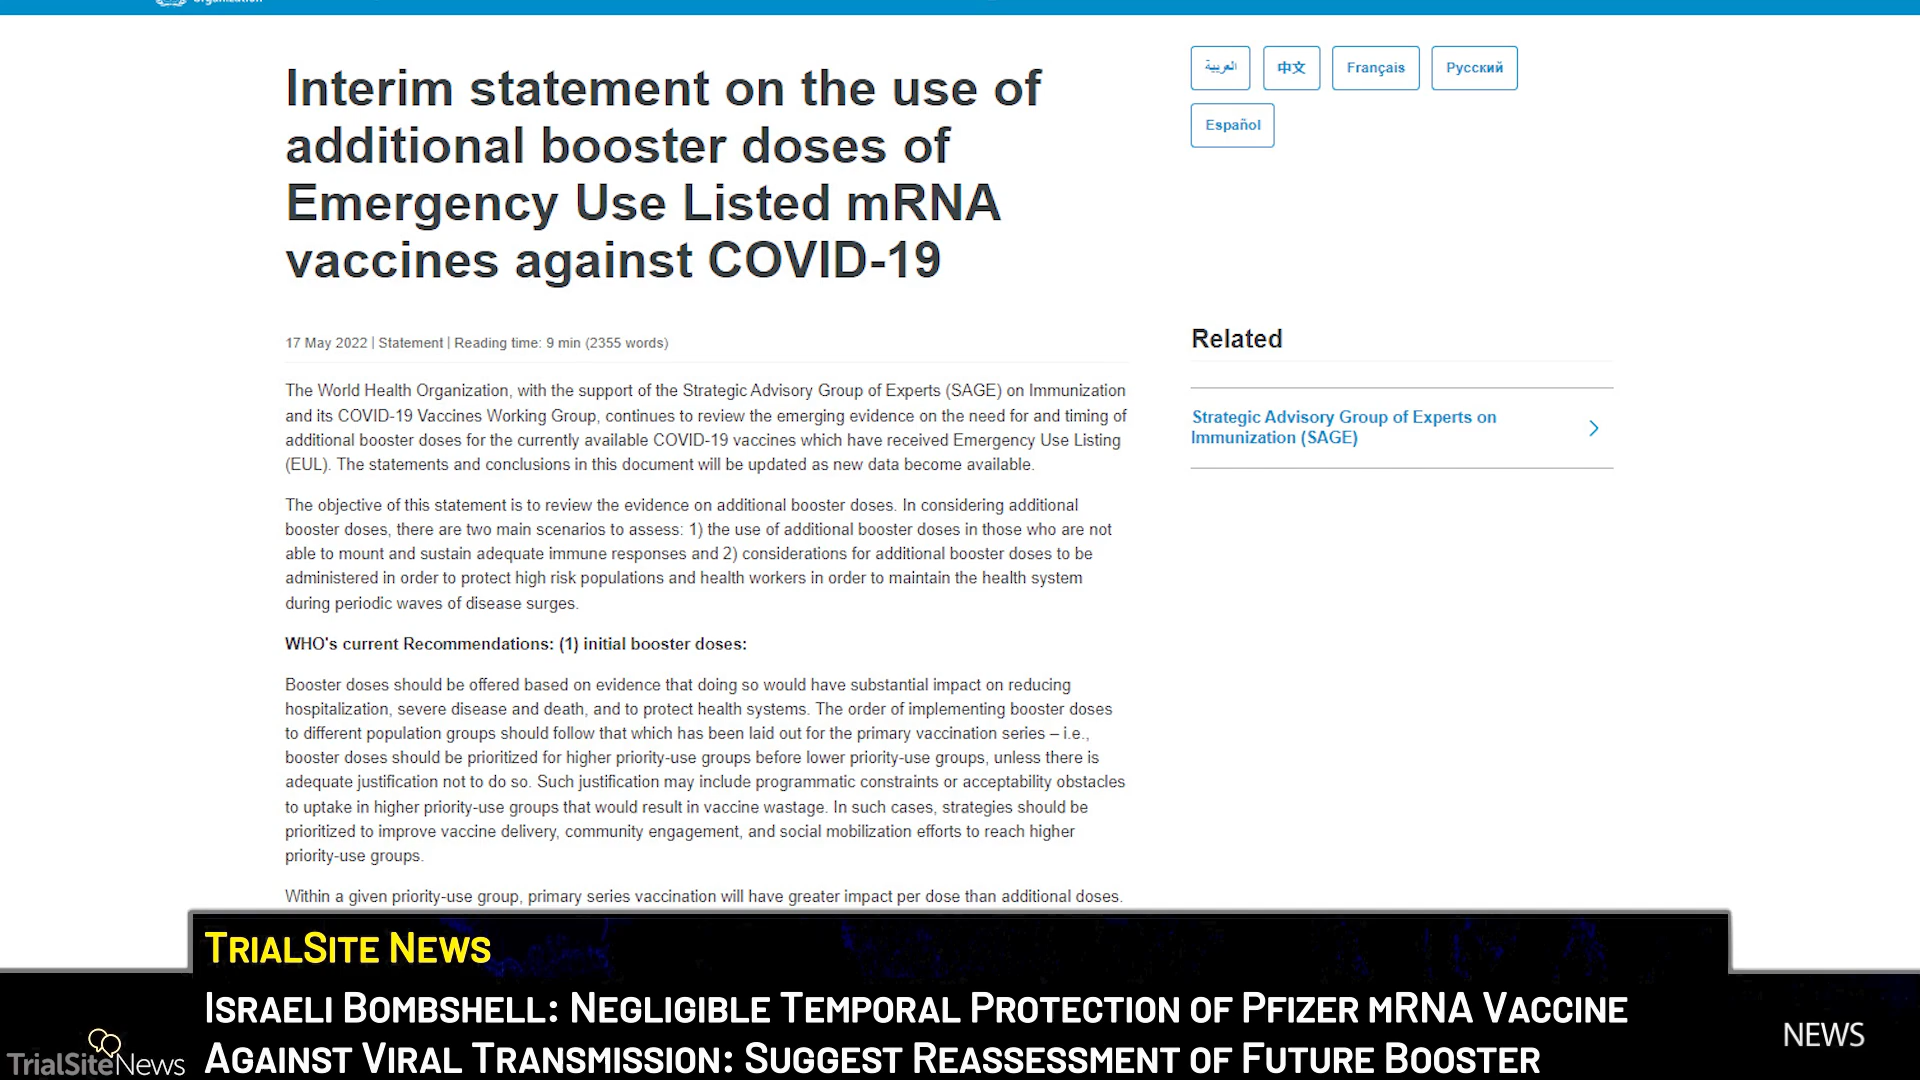 Interim statement on the use of
additional booster doses of
Emergency Use Listed mRNA
vaccines against COVID-19
17 May 2022 | Statement | Reading time: 9 min (2355 words)
The World Health Organization, with the support of the Strategic Advisory Group of Experts (SAGE) on Immunization
and its COVID-19 Vaccines Working Group, continues to review the emerging evidence on the need for and timing of
additional booster doses for the currently available COVID-19 vaccines which have received Emergency Use Listing
(EUL). The statements and conclusions in this document will be updated as new data become available.
The objective of this statement is to review the evidence on additional booster doses. In considering additional
booster doses, there are two main scenarios to assess: 1) the use of additional booster doses in those who are not
able to mount and sustain adequate immune responses and 2) considerations for additional booster doses to be
administered in order to protect high risk populations and health workers in order to maintain the health system
during periodic waves of disease surges.
WHO's current Recommendations: (1) initial booster doses:
Booster doses should be offered based on evidence that doing so would have substantial impact on reducing
hospitalization, severe disease and death, and to protect health systems. The order of implementing booster doses
to different population groups should follow that which has been laid out for the primary vaccination series – i.e.,
booster doses should be prioritized for higher priority-use groups before lower priority-use groups, unless there is
adequate justification not to do so. Such justification may include programmatic constraints or acceptability obstacles
to uptake in higher priority-use groups that would result in vaccine wastage. In such cases, strategies should be
prioritized to improve vaccine delivery, community engagement, and social mobilization efforts to reach higher
priority-use groups.
Within a given priority-use group, primary series vaccination will have greater impact per dose than additional doses.
العربية
中文
Français
Русский
Español
Related
Strategic Advisory Group of Experts on
Immunization (SAGE)
TrialSite News
Israeli Bombshell: Negligible Temporal Protection of Pfizer mRNA Vaccine
Against Viral Transmission: Suggest Reassessment of Future Booster
TrialSiteNews
NEWS